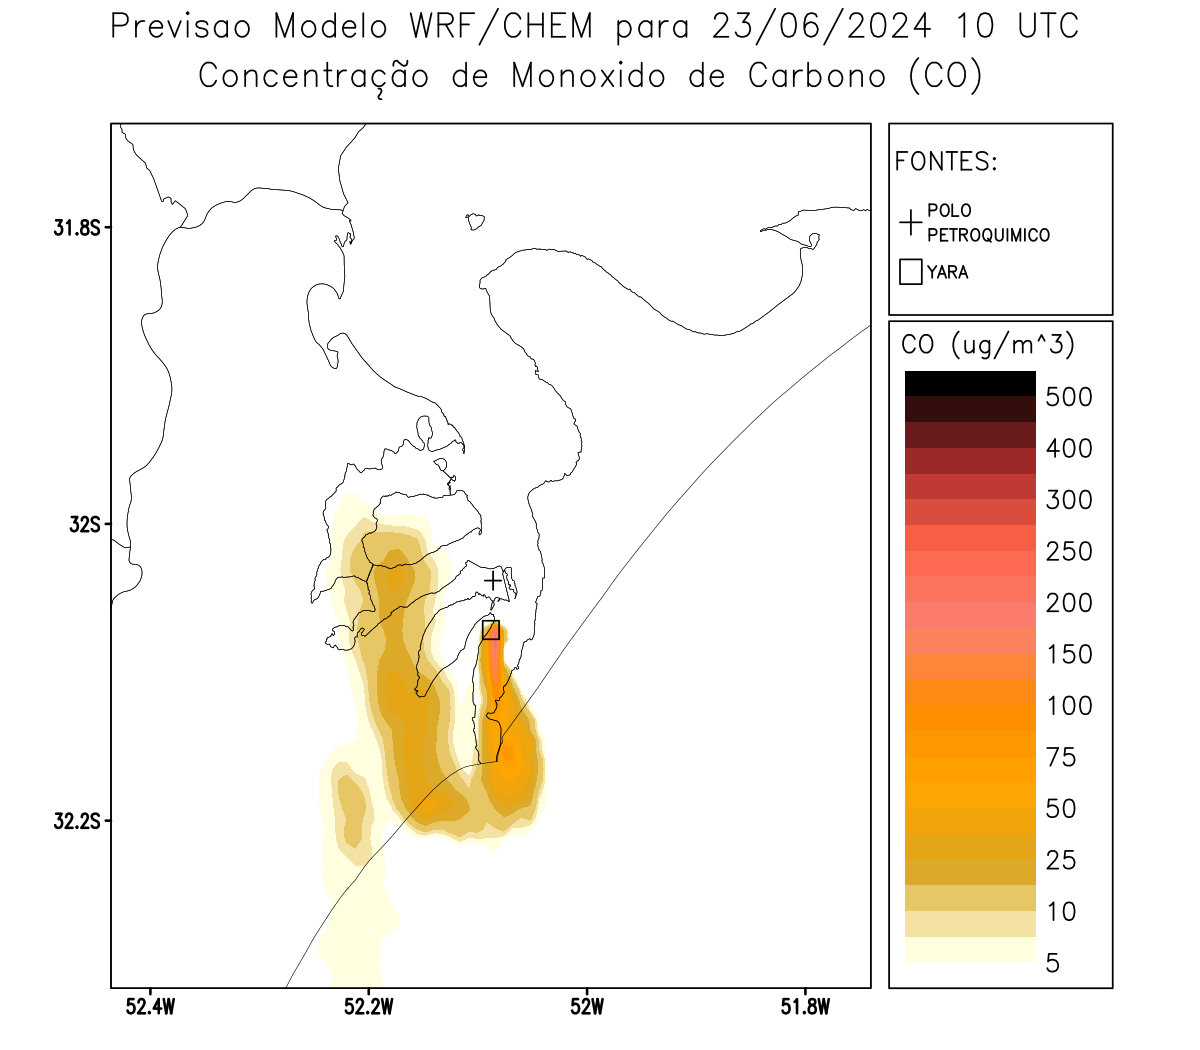 Previsao Modelo WRF/CHEM para 23/06/2024 10 UTC
Concentração de Monoxido de Carbono (CO)
FONTES:
POLO
PETROQUIMICO
YARA
CO (ug/m^3)
500
400
300
250
200
150
100
75
50
25
10
5
31.8S
32S
32.2S
52.4W
52.2W
52W
51.8W